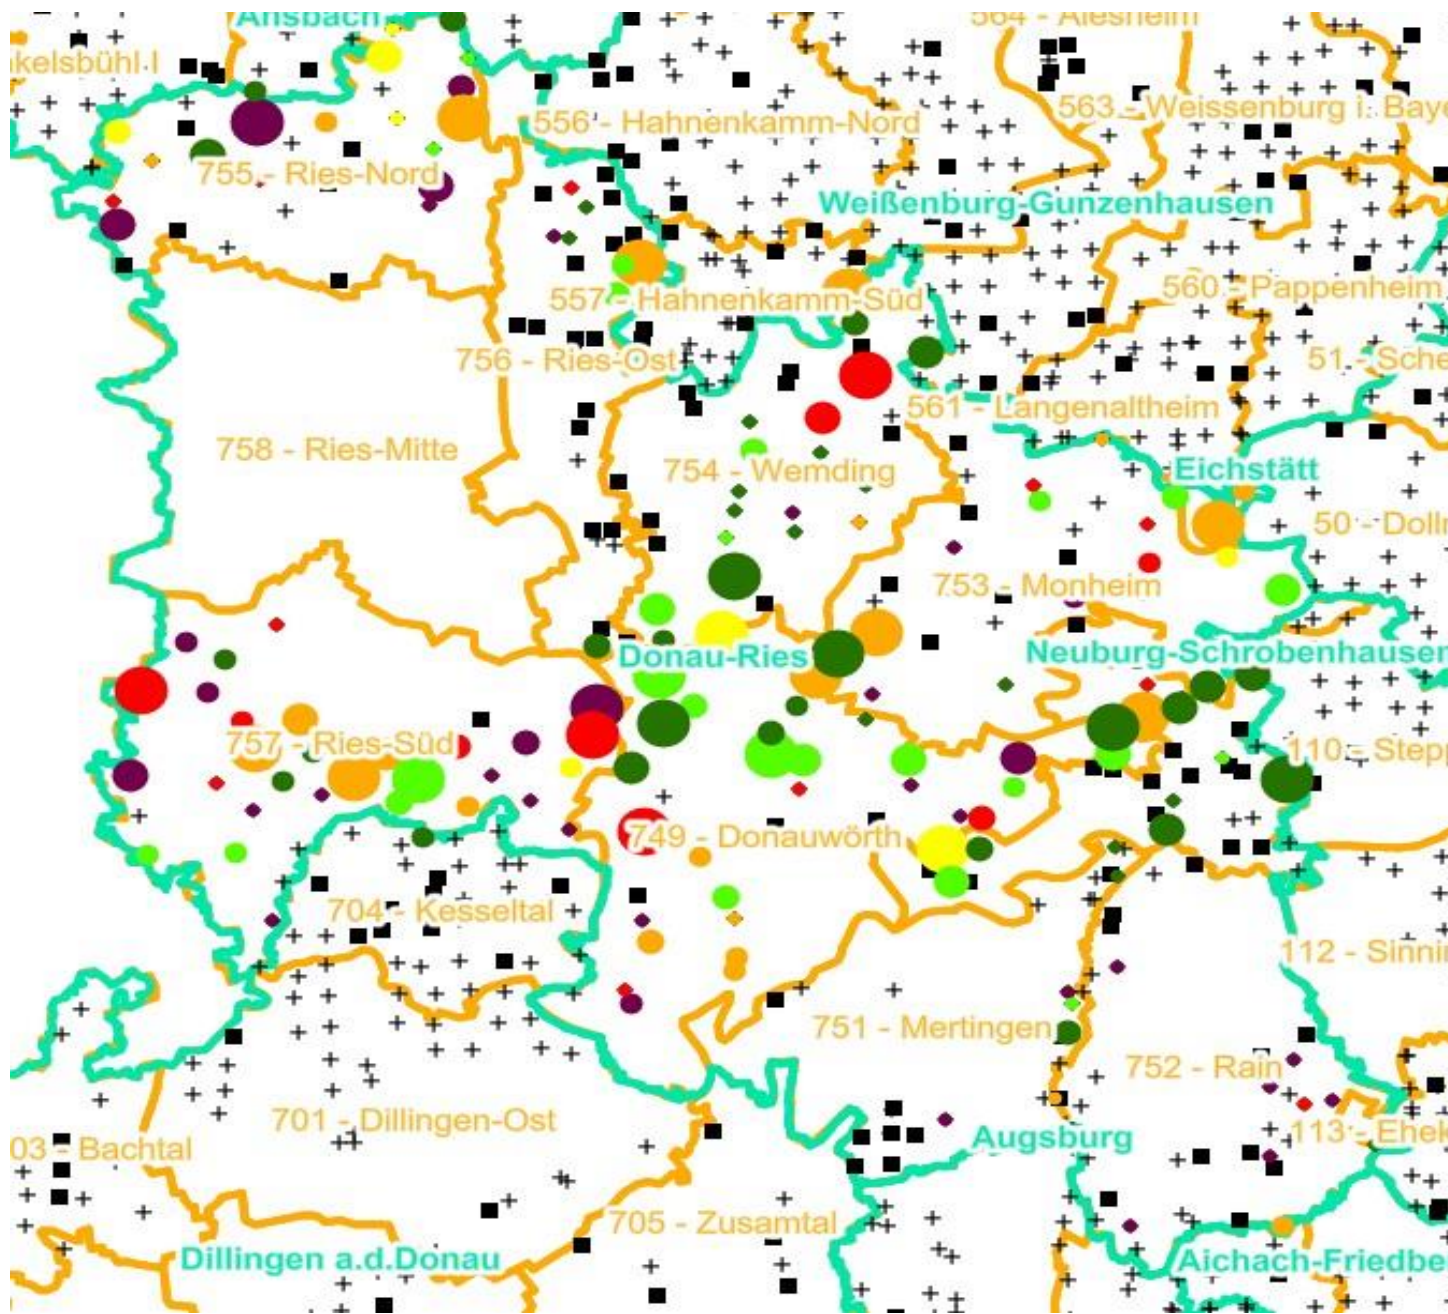 Ansbach
564 - Alesheim
nkelsbühl I
563 - Weissenburg i. Baye
556 - Hahnenkamm-Nord
755 - Ries-Nord
Weißenburg-Gunzenhausen
560 - Pappenheim
557 - Hahnenkamm-Süd
756 - Ries-Ost
51 - Sche
561 - Langenaltheim
758 - Ries-Mitte
754 - Wemding
Eichstätt
50 - Dolln
753 - Monheim
Donau-Ries
Neuburg-Schrobenhausen
757 - Ries-Süd
110 - Stepp
749 - Donauwörth
704 - Kesseltal
112 - Sinnin
751 - Mertingen
752 - Rain
701 - Dillingen-Ost
113 - Ehek
Augsburg
03 - Bachtal
705 - Zusamtal
Dillingen a.d.Donau
Aichach-Friedbe